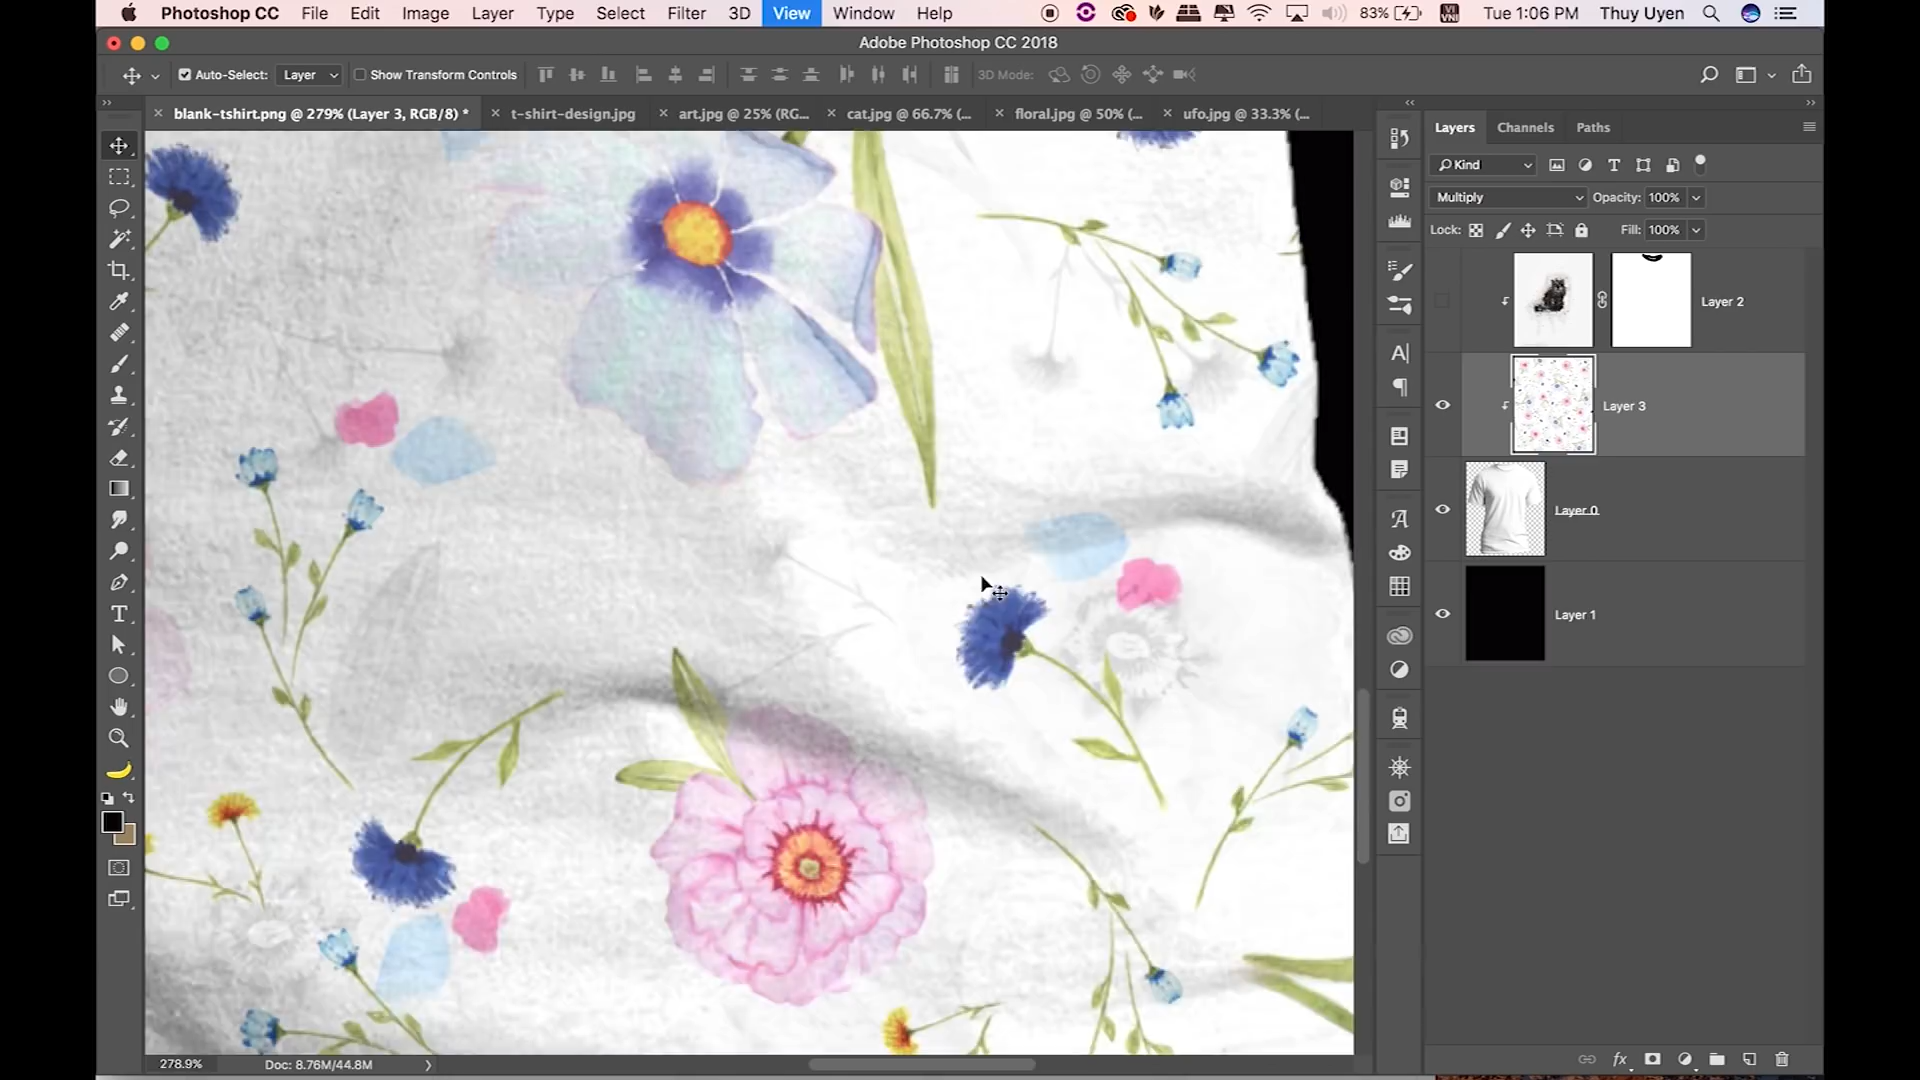 Photoshop CC File Edit Image Layer Type Select Filter 3D View Window Help 83% VI VNI Tue 1:06 PM Thuy Uyen
Adobe Photoshop CC 2018
Auto-Select: Layer Show Transform Controls 3D Mode:
blank-tshirt.png @ 279% (Layer 3, RGB/8) * t-shirt-design.jpg art.jpg @ 25% (RG... cat.jpg @ 66.7% (... floral.jpg @ 50% (... ufo.jpg @ 33.3% (...
Layers Channels Paths
Kind
Multiply Opacity: 100%
Lock: Fill: 100%
Layer 2
Layer 3
Layer 0
Layer 1
278.9% Doc: 8.76M/44.8M
fx